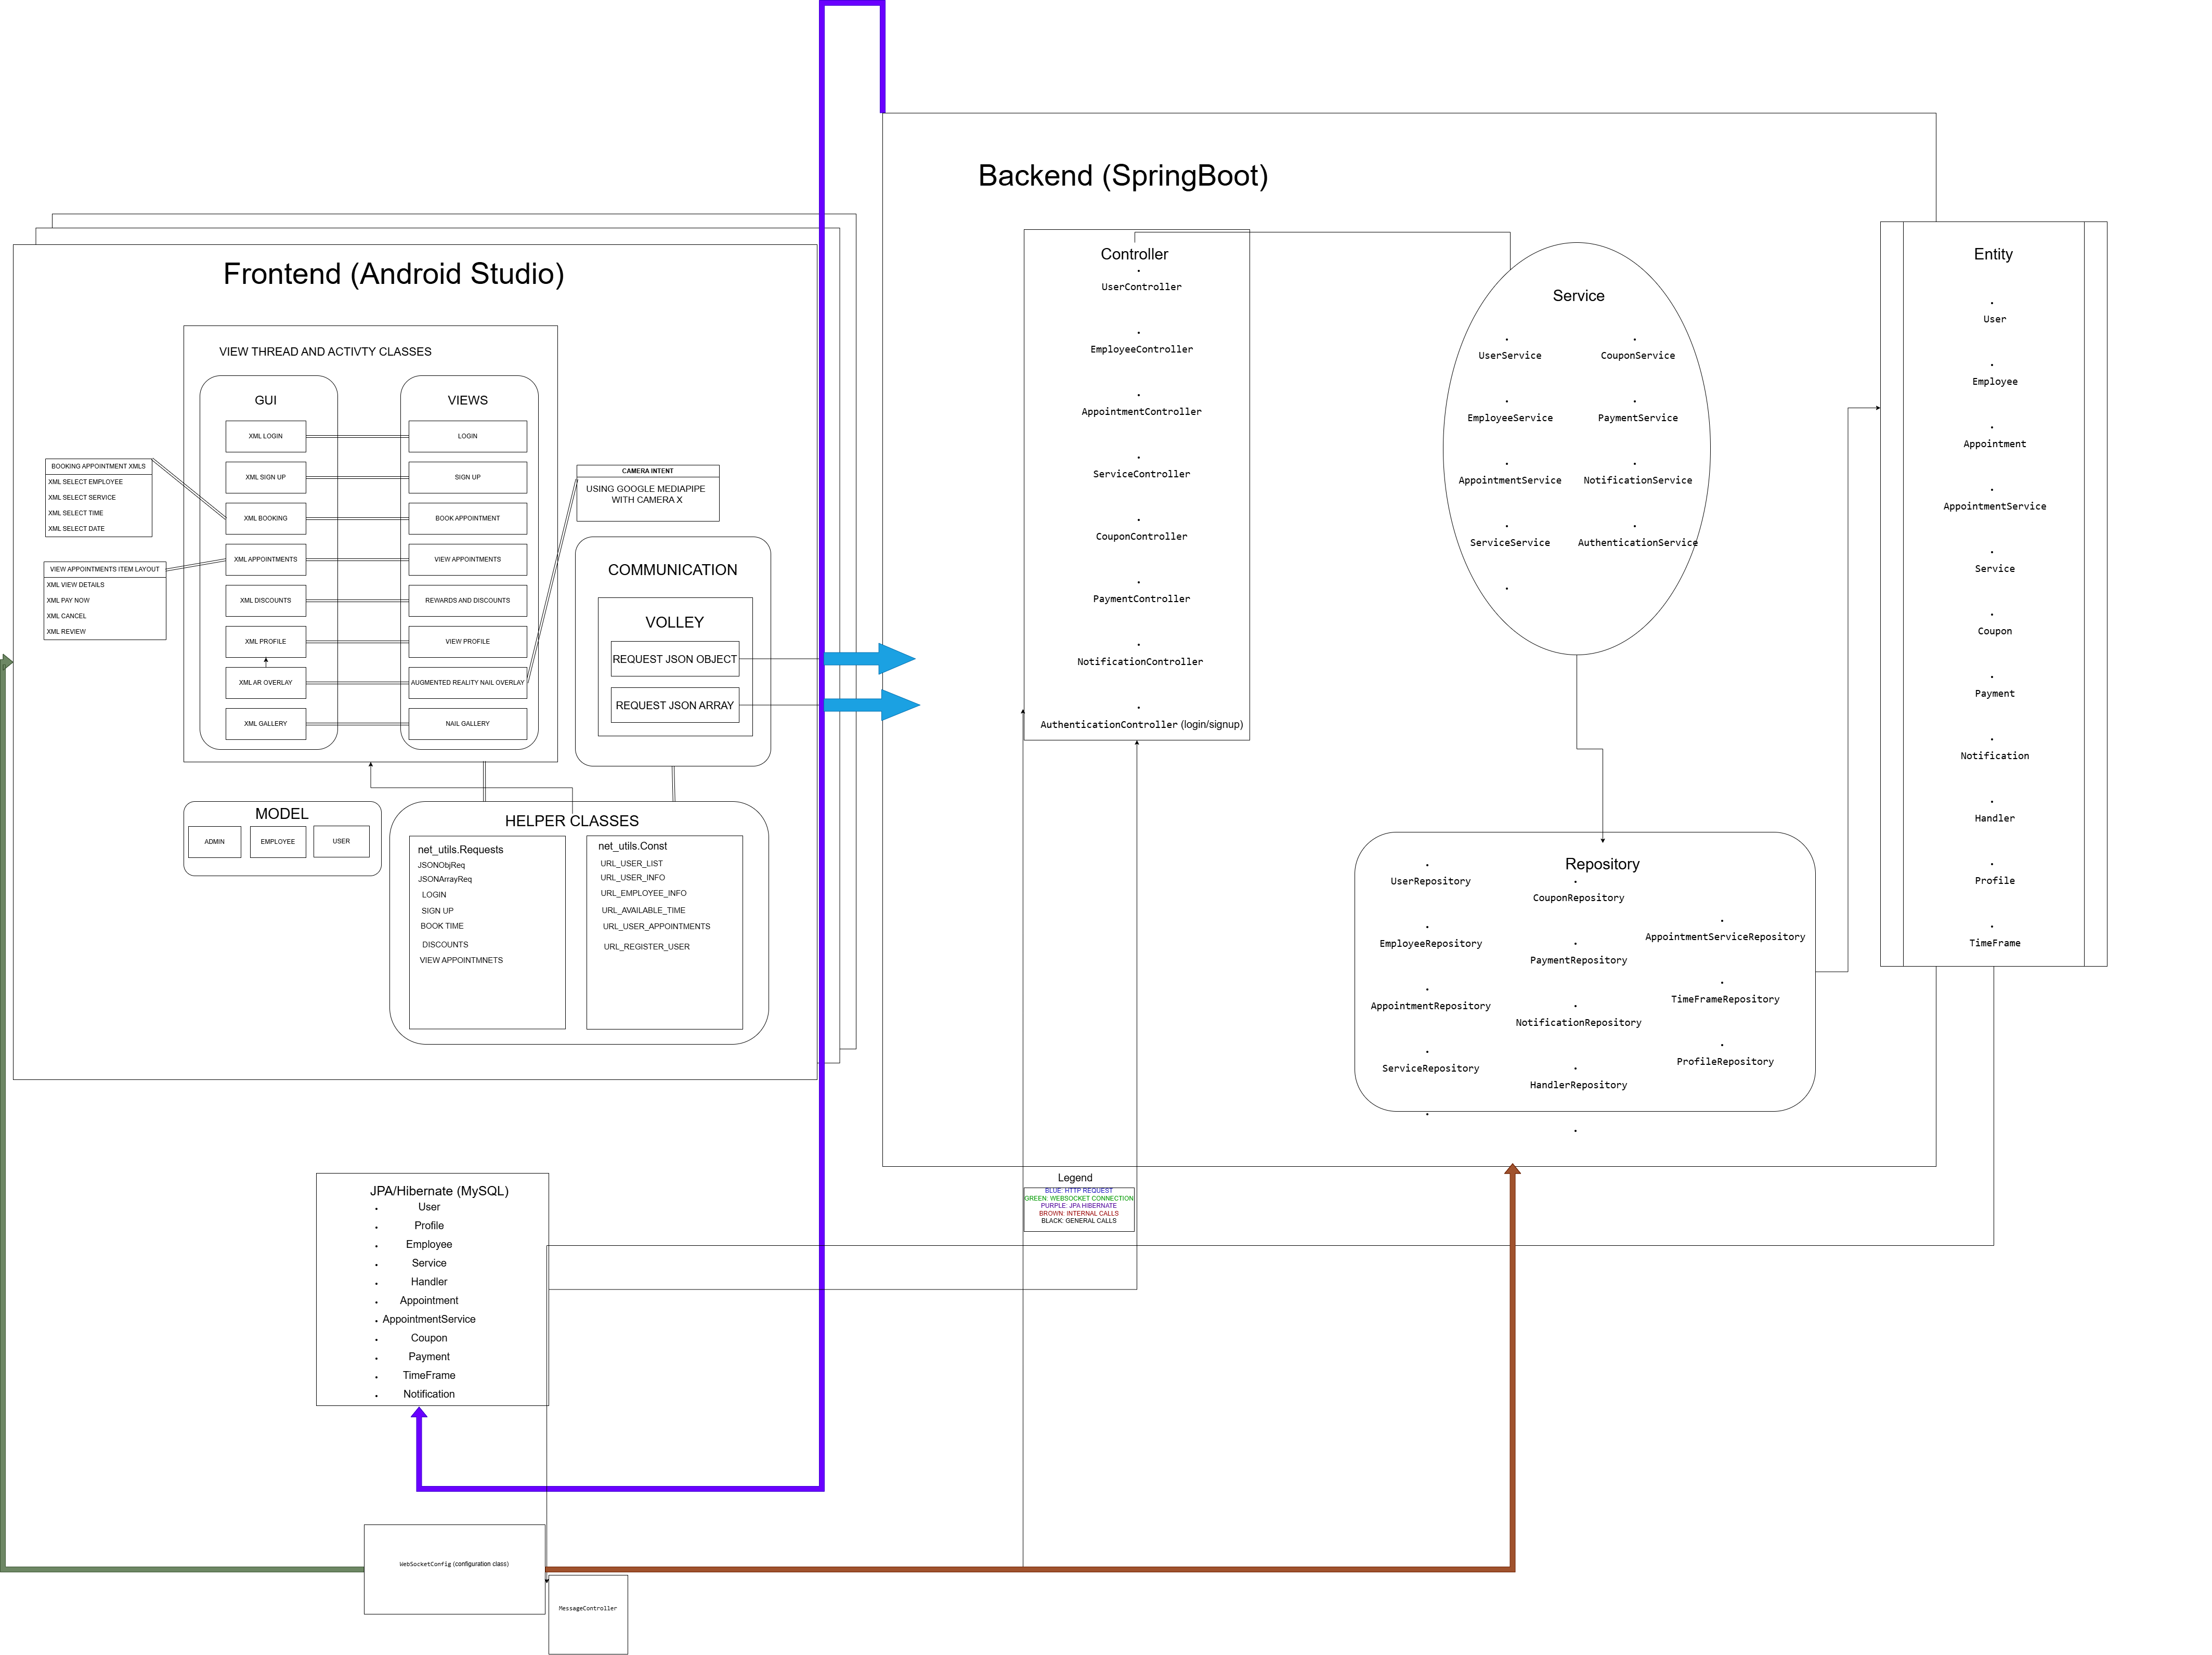 Backend (SpringBoot)
Frontend (Android Studio)
VIEW THREAD AND ACTIVTY CLASSES
GUI
XML LOGIN
XML SIGN UP
XML BOOKING
XML APPOINTMENTS
XML DISCOUNTS
XML PROFILE
XML AR OVERLAY
XML GALLERY
VIEWS
LOGIN
SIGN UP
BOOK APPOINTMENT
VIEW APPOINTMENTS
REWARDS AND DISCOUNTS
VIEW PROFILE
AUGMENTED REALITY NAIL OVERLAY
NAIL GALLERY
BOOKING APPOINTMENT XMLS
XML SELECT EMPLOYEE
XML SELECT SERVICE
XML SELECT TIME
XML SELECT DATE
VIEW APPOINTMENTS ITEM LAYOUT
XML VIEW DETAILS
XML PAY NOW
XML CANCEL
XML REVIEW
CAMERA INTENT
USING GOOGLE MEDIAPIPE
WITH CAMERA X
COMMUNICATION
VOLLEY
REQUEST JSON OBJECT
REQUEST JSON ARRAY
MODEL
ADMIN
EMPLOYEE
USER
HELPER CLASSES
net_utils.Requests
JSONObjReq
JSONArrayReq
LOGIN
SIGN UP
BOOK TIME
DISCOUNTS
VIEW APPOINTMNETS
net_utils.Const
URL_USER_LIST
URL_USER_INFO
URL_EMPLOYEE_INFO
URL_AVAILABLE_TIME
URL_USER_APPOINTMENTS
URL_REGISTER_USER
Controller
• UserController
• EmployeeController
• AppointmentController
• ServiceController
• CouponController
• PaymentController
• NotificationController
• AuthenticationController (login/signup)
Service
• UserService
• EmployeeService
• AppointmentService
• ServiceService
•
• CouponService
• PaymentService
• NotificationService
• AuthenticationService
Repository
• UserRepository
• EmployeeRepository
• AppointmentRepository
• ServiceRepository
•
• CouponRepository
• PaymentRepository
• NotificationRepository
• HandlerRepository
•
• AppointmentServiceRepository
• TimeFrameRepository
• ProfileRepository
Entity
• User
• Employee
• Appointment
• AppointmentService
• Service
• Coupon
• Payment
• Notification
• Handler
• Profile
• TimeFrame
Legend
BLUE: HTTP REQUEST
GREEN: WEBSOCKET CONNECTION
PURPLE: JPA HIBERNATE
BROWN: INTERNAL CALLS
BLACK: GENERAL CALLS
JPA/Hibernate (MySQL)
• User
• Profile
• Employee
• Service
• Handler
• Appointment
• AppointmentService
• Coupon
• Payment
• TimeFrame
• Notification
WebSocketConfig (configuration class)
MessageController